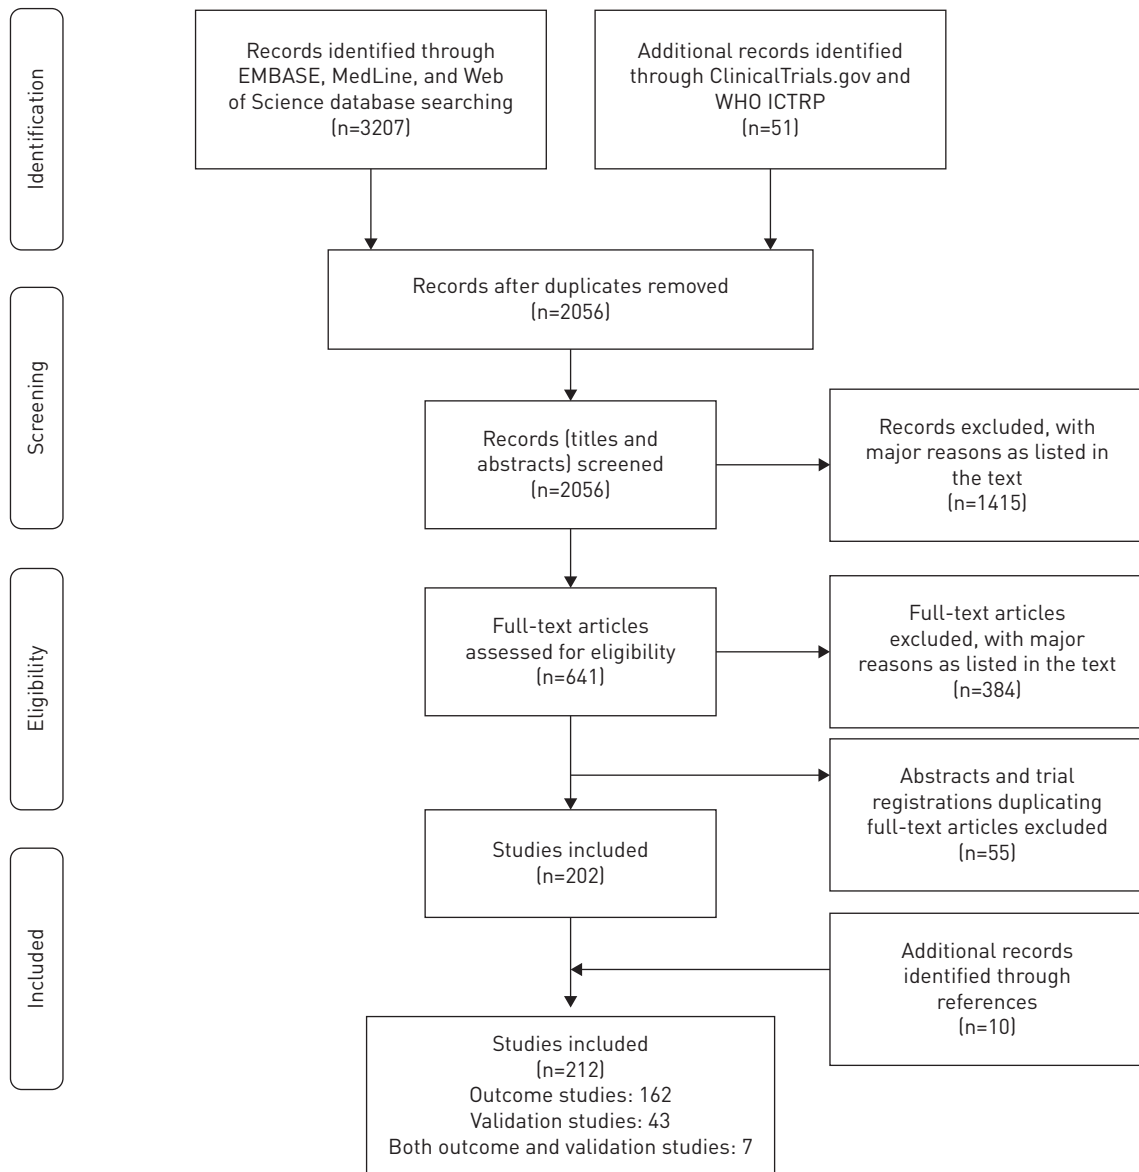 Identification
Records identified through
EMBASE, MedLine, and Web
of Science database searching
(n=3207)
Additional records identified
through ClinicalTrials.gov and
WHO ICTRP
(n=51)
Records after duplicates removed
(n=2056)
Screening
Records (titles and
abstracts) screened
(n=2056)
Records excluded, with
major reasons as listed in
the text
(n=1415)
Eligibility
Full-text articles
assessed for eligibility
(n=641)
Full-text articles
excluded, with major
reasons as listed in the text
(n=384)
Abstracts and trial
registrations duplicating
full-text articles excluded
(n=55)
Studies included
(n=202)
Included
Additional records
identified through
references
(n=10)
Studies included
(n=212)
Outcome studies: 162
Validation studies: 43
Both outcome and validation studies: 7